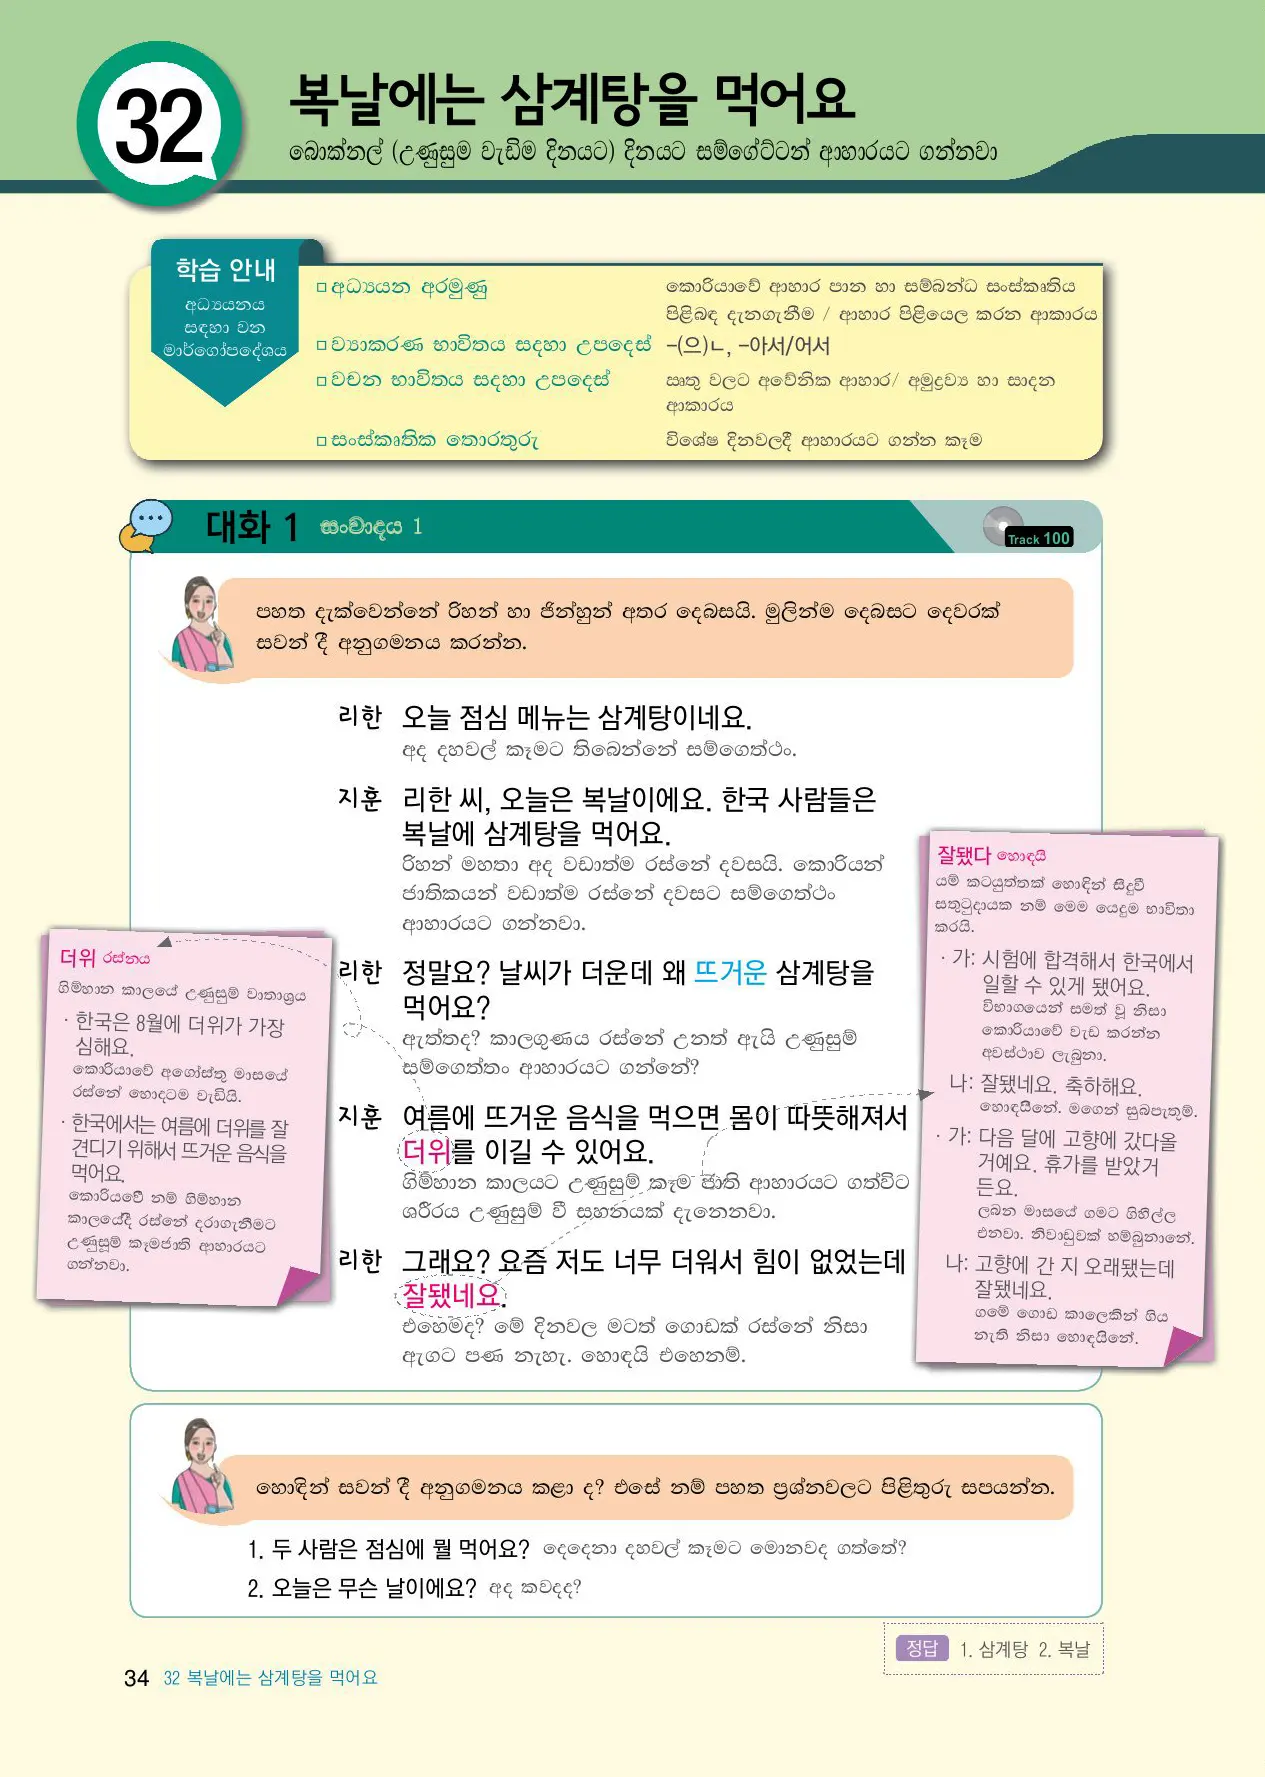 32
복날에는 삼계탕을 먹어요
බොක්නල් (උණුසුම වැඩිම දිනයට) දිනයට සම්ගේට්ටන් ආහාරයට ගන්නවා
학습 안내
අධ්‍යයනය
සඳහා වන
මාර්ගෝපදේශය
□ අධ්‍යයන අරමුණු
කොරියාවේ ආහාර පාන හා සම්බන්ධ සංස්කෘතිය
පිළිබඳ දැනගැනීම / ආහාර පිළියෙල කරන ආකාරය
□ ව්‍යාකරණ භාවිතය සදහා උපදෙස්
-(으)ㄴ, -아서/어서
□ වචන භාවිතය සදහා උපදෙස්
ඍතු වලට අවේනික ආහාර/ අමුද්‍රව්‍ය හා සාදන
ආකාරය
□ සංස්කෘතික තොරතුරු
විශේෂ දිනවලදී ආහාරයට ගන්න කෑම
대화 1 සංවාදය 1
Track 100
පහත දැක්වෙන්නේ රිහන් හා ජින්හුන් අතර දෙබසයි. මුලින්ම දෙබසට දෙවරක්
සවන් දී අනුගමනය කරන්න.
리한 오늘 점심 메뉴는 삼계탕이네요.
අද දහවල් කෑමට තිබෙන්නේ සම්ගෙත්ථං.
지훈 리한 씨, 오늘은 복날이에요. 한국 사람들은
복날에 삼계탕을 먹어요.
රිහන් මහතා අද වඩාත්ම රස්නේ දවසයි. කොරියන්
ජාතිකයන් වඩාත්ම රස්නේ දවසට සම්ගෙත්ථං
ආහාරයට ගන්නවා.
리한 정말요? 날씨가 더운데 왜 뜨거운 삼계탕을
먹어요?
ඇත්තද? කාලගුණය රස්නේ උනත් ඇයි උණුසුම්
සම්ගෙත්තං ආහාරයට ගන්නේ?
지훈 여름에 뜨거운 음식을 먹으면 몸이 따뜻해져서
더위를 이길 수 있어요.
ගිම්හාන කාලයට උණුසුම් කෑම ජාති ආහාරයට ගත්විට
ශරීරය උණුසුම් වී සහනයක් දැනෙනවා.
리한 그래요? 요즘 저도 너무 더워서 힘이 없었는데
잘됐네요.
එහෙමද? මේ දිනවල මටත් ගොඩක් රස්නේ නිසා
ඇගට පණ නැහැ. හොඳයි එහෙනම්.
더위 රස්නය
ගිම්හාන කාලයේ උණුසුම් වාතාශ්‍රය
· 한국은 8월에 더위가 가장
심해요.
කොරියාවේ අගෝස්තු මාසයේ
රස්නේ හොදටම වැඩියි.
· 한국에서는 여름에 더위를 잘
견디기 위해서 뜨거운 음식을
먹어요.
කොරියවේ නම් ගිම්හාන
කාලයේදී රස්නේ දරාගැනීමට
උණුසුම් කෑමජාති ආහාරයට
ගන්නවා.
잘됐다 හොඳයි
යම් කටයුත්තක් හොඳින් සිදුවී
සතුටුදායක නම් මෙම යෙදුම භාවිතා
කරයි.
· 가: 시험에 합격해서 한국에서
일할 수 있게 됐어요.
විභාගයෙන් සමත් වූ නිසා
කොරියාවේ වැඩ කරන්න
අවස්ථාව ලැබුනා.
나: 잘됐네요. 축하해요.
හොඳයිනේ. මගෙන් සුබපැතුම්.
· 가: 다음 달에 고향에 갔다올
거예요. 휴가를 받았거
든요.
ලබන මාසයේ ගමට ගිහිල්ල
එනවා. නිවාඩුවක් හම්බුනානේ.
나: 고향에 간 지 오래됐는데
잘됐네요.
ගමේ ගොඩ කාලෙකින් ගිය
නැති නිසා හොඳයිනේ.
හොඳින් සවන් දී අනුගමනය කළා ද? එසේ නම් පහත ප්‍රශ්නවලට පිළිතුරු සපයන්න.
1. 두 사람은 점심에 뭘 먹어요? දෙදෙනා දහවල් කෑමට මොනවද ගත්තේ?
2. 오늘은 무슨 날이에요? අද කවදද?
정답 1. 삼계탕 2. 복날
34 32 복날에는 삼계탕을 먹어요